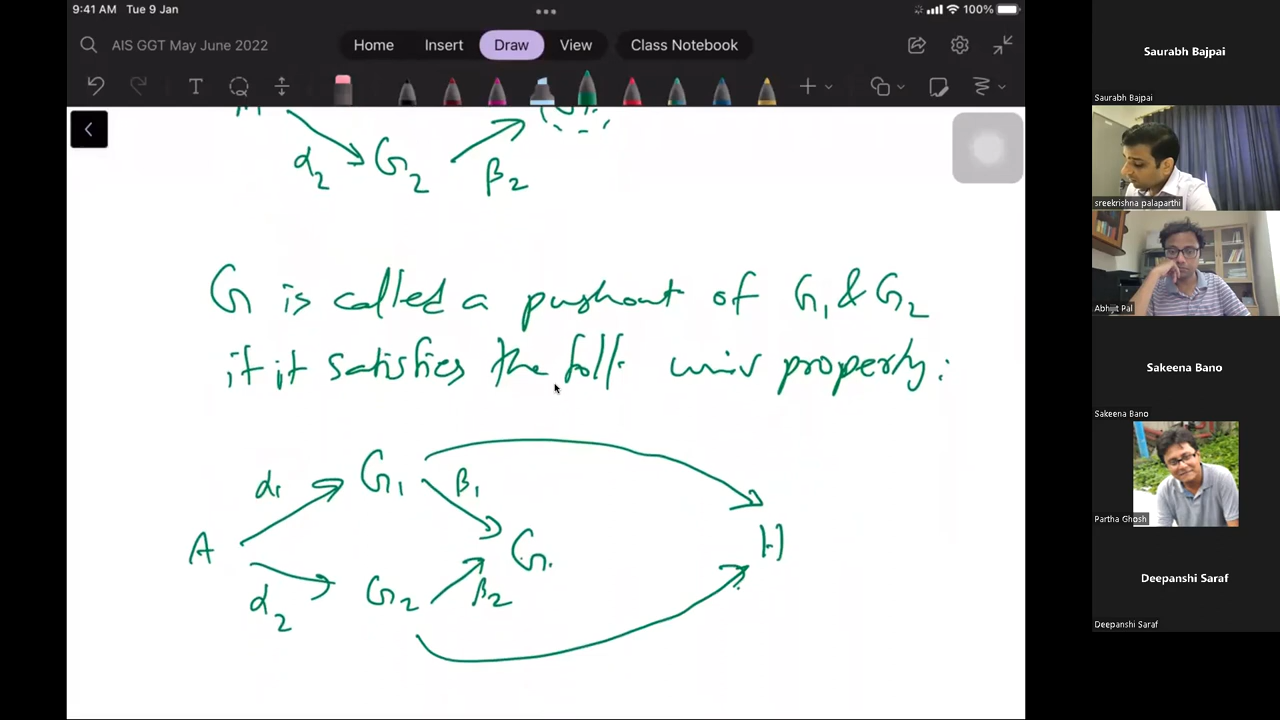 9:41 AM Tue 9 Jan
100%
AIS GGT May June 2022
Home Insert Draw View Class Notebook
T
α2 G2 β2
G is called a pushout of G1 & G2
if it satisfies the foll. univ property:
α1 G1 β1
A G. H
α2 G2 β2
Saurabh Bajpai
Saurabh Bajpai
sreekrishna palaparthi
Abhijit Pal
Sakeena Bano
Sakeena Bano
Partha Ghosh
Deepanshi Saraf
Deepanshi Saraf